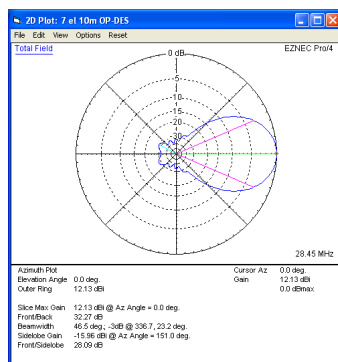 2D Plot: 7 el 10m OP-DES
File Edit View Options Reset
Total Field
EZNEC Pro/4
0 dB
-5
-10
-15
-20
-30
28.45 MHz
Azimuth Plot
Elevation Angle 0.0 deg.
Outer Ring 12.13 dBi
Cursor Az 0.0 deg.
Gain 12.13 dBi
0.0 dBmax
Slice Max Gain 12.13 dBi @ Az Angle = 0.0 deg.
Front/Back 32.27 dB
Beamwidth 46.5 deg.; -3dB @ 336.7, 23.2 deg.
Sidelobe Gain -15.96 dBi @ Az Angle = 151.0 deg.
Front/Sidelobe 28.09 dB